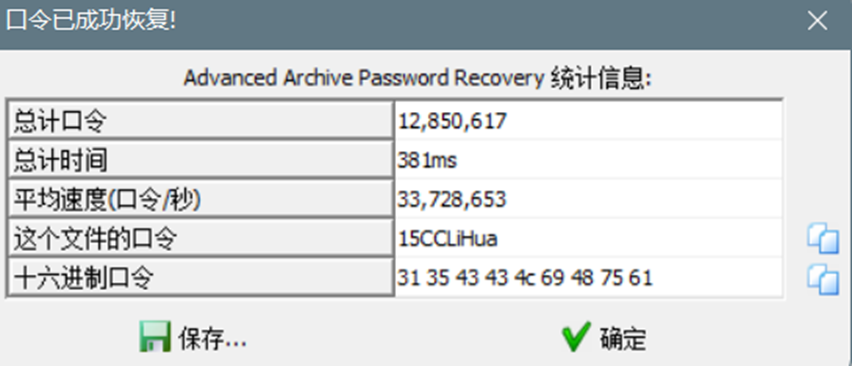 口令已成功恢复!
Advanced Archive Password Recovery 统计信息:
总计口令 12,850,617
总计时间 381ms
平均速度(口令/秒) 33,728,653
这个文件的口令 15CCLiHua
十六进制口令 31 35 43 43 4c 69 48 75 61
保存... 确定